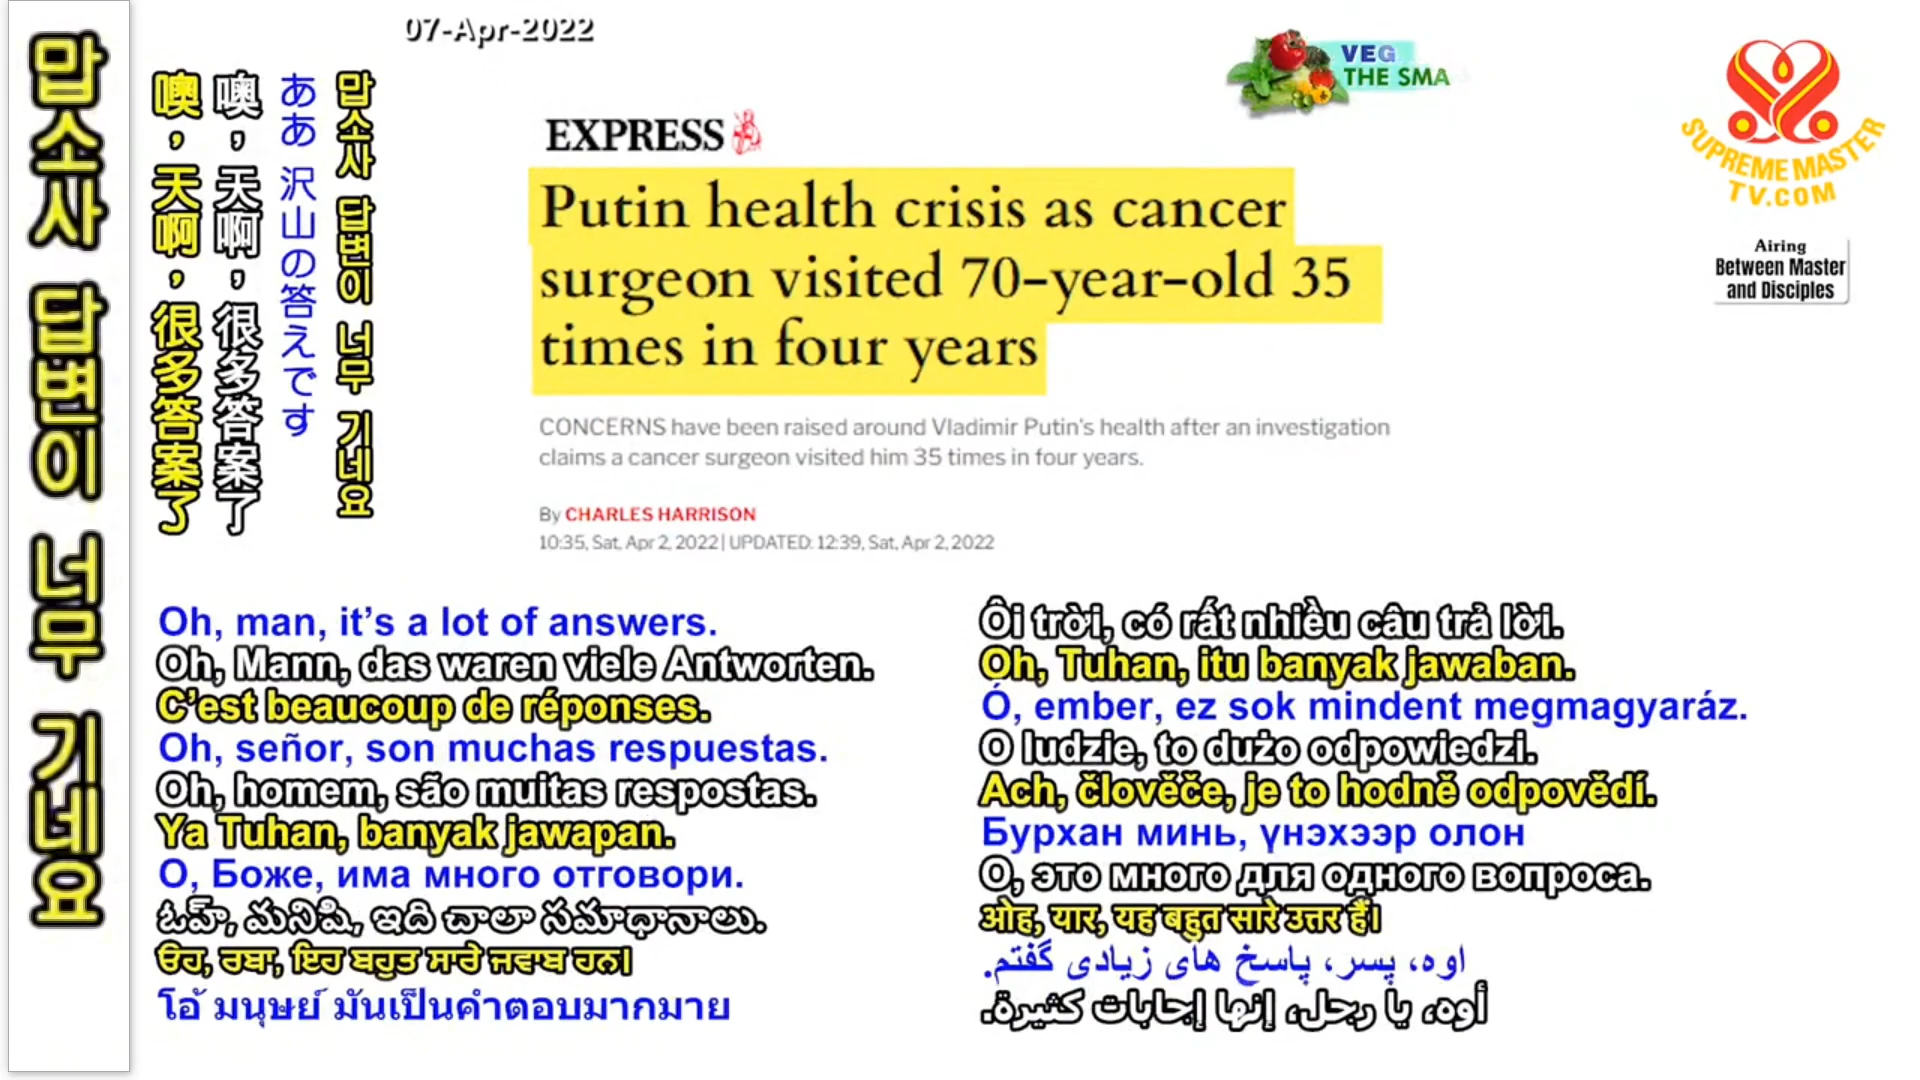 07-Apr-2022
맙소사 답변이 너무 기네요
噢，天啊，很多答案了
噢，天啊，很多答案了
ああ 沢山の答えです
맙소사 답변이 너무 기네요
VEG
THE SMA
EXPRESS
Putin health crisis as cancer
surgeon visited 70-year-old 35
times in four years
CONCERNS have been raised around Vladimir Putin's health after an investigation
claims a cancer surgeon visited him 35 times in four years.
By CHARLES HARRISON
10:35, Sat, Apr 2, 2022 | UPDATED: 12:39, Sat, Apr 2, 2022
SUPREME MASTER
TV.COM
Airing
Between Master
and Disciples
Oh, man, it's a lot of answers.
Oh, Mann, das waren viele Antworten.
C'est beaucoup de réponses.
Oh, señor, son muchas respuestas.
Oh, homem, são muitas respostas.
Ya Tuhan, banyak jawapan.
О, Боже, има много отговори.
ఓహ్, మనిషి, ఇది చాలా సమాధానాలు.
ਓਹ, ਰਬਾ, ਇਹ ਬਹੁਤ ਸਾਰੇ ਜਵਾਬ ਹਨ।
โอ้ มนุษย์ มันเป็นคำตอบมากมาย
Ôi trời, có rất nhiều câu trả lời.
Oh, Tuhan, itu banyak jawaban.
Ó, ember, ez sok mindent megmagyaráz.
O ludzie, to dużo odpowiedzi.
Ach, člověče, je to hodně odpovědí.
Бурхан минь, үнэхээр олон
О, это много для одного вопроса.
ओह, यार, यह बहुत सारे उत्तर हैं।
اوه، پسر، پاسخ های زیادی گفتم.
أوه، يا رجل، إنها إجابات كثيرة.